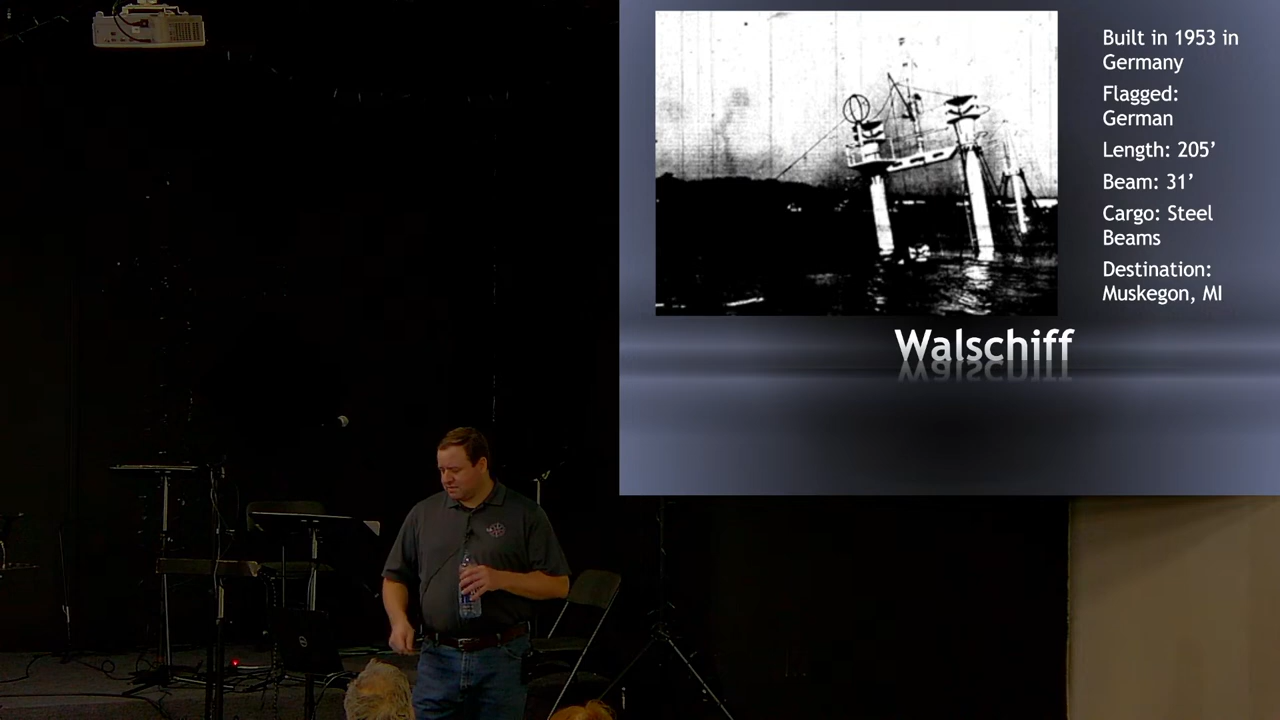 Built in 1953 in
Germany
Flagged:
German
Length: 205’
Beam: 31’
Cargo: Steel
Beams
Destination:
Muskegon, MI
Walschiff